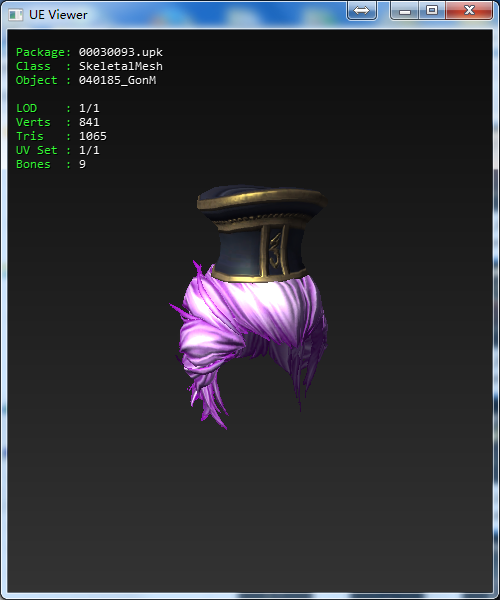 UE Viewer
Package: 00030093.upk
Class : SkeletalMesh
Object : 040185_GonM
LOD : 1/1
Verts : 841
Tris : 1065
UV Set : 1/1
Bones : 9